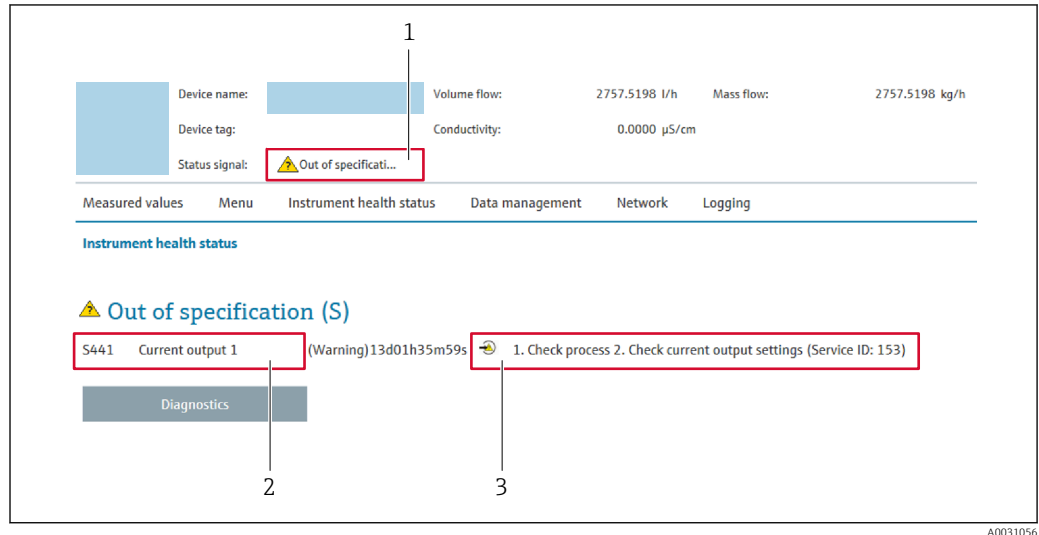 1
Device name: Volume flow: 2757.5198 l/h Mass flow: 2757.5198 kg/h
Device tag: Conductivity: 0.0000 µS/cm
Status signal: Out of specificati...
Measured values Menu Instrument health status Data management Network Logging
Instrument health status
Out of specification (S)
S441 Current output 1 (Warning)13d01h35m59s 1. Check process 2. Check current output settings (Service ID: 153)
Diagnostics
2 3
A0031056